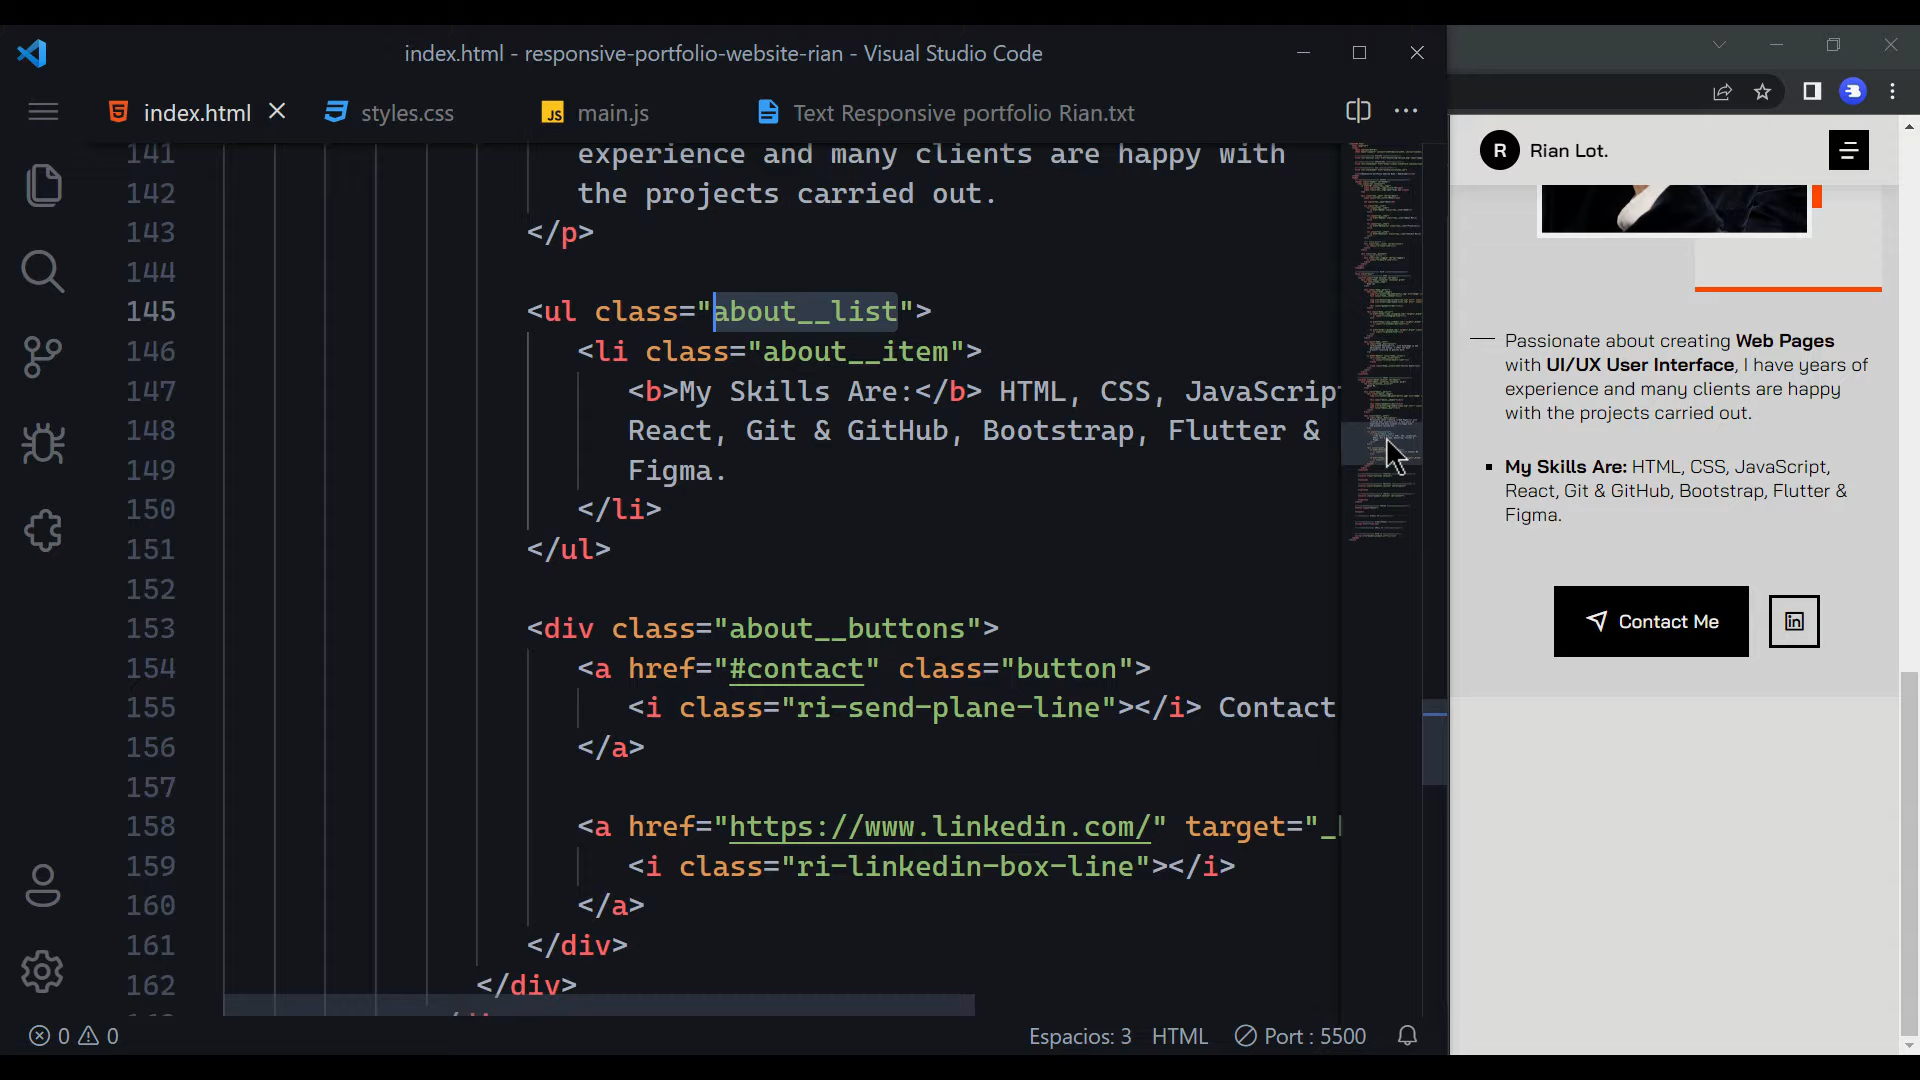 index.html - responsive-portfolio-website-rian - Visual Studio Code
index.html
styles.css
JS main.js
Text Responsive portfolio Rian.txt
141 experience and many clients are happy with
142 the projects carried out.
143 </p>
144
145 <ul class="about__list">
146 <li class="about__item">
147 <b>My Skills Are:</b> HTML, CSS, JavaScrip
148 React, Git & GitHub, Bootstrap, Flutter &
149 Figma.
150 </li>
151 </ul>
152
153 <div class="about__buttons">
154 <a href="#contact" class="button">
155 <i class="ri-send-plane-line"></i> Contact
156 </a>
157
158 <a href="https://www.linkedin.com/" target="_
159 <i class="ri-linkedin-box-line"></i>
160 </a>
161 </div>
162 </div>
0 0
Espacios: 3 HTML Port : 5500
R Rian Lot.
Passionate about creating Web Pages
with UI/UX User Interface, I have years of
experience and many clients are happy
with the projects carried out.
My Skills Are: HTML, CSS, JavaScript,
React, Git & GitHub, Bootstrap, Flutter &
Figma.
Contact Me
in